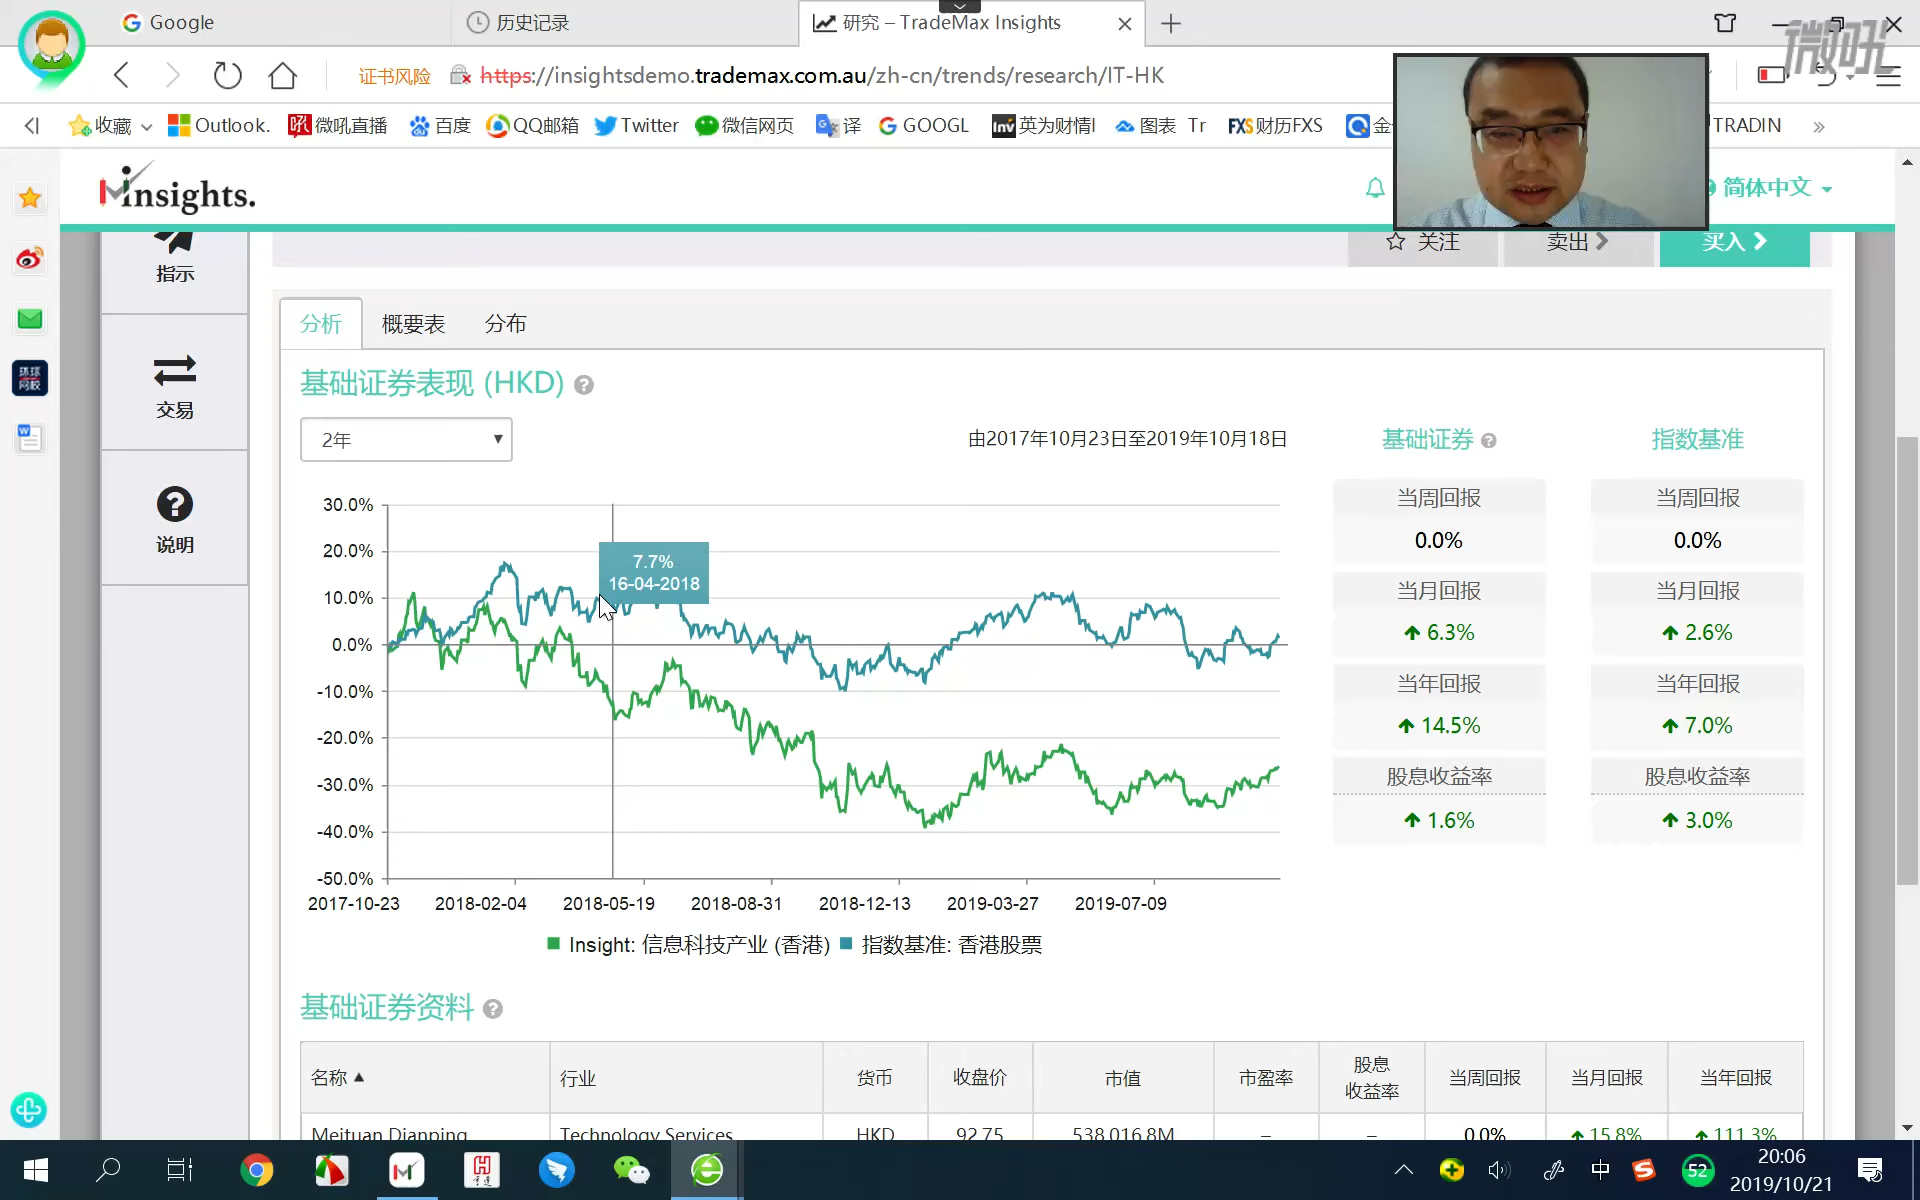 Google
历史记录
研究 – TradeMax Insights
微吼
证书风险
https://insightsdemo.trademax.com.au/zh-cn/trends/research/IT-HK
收藏
Outlook.
微吼直播
百度
QQ邮箱
Twitter
微信网页
译
GOOGL
英为财情I
图表 Tr
财历FXS
TRADIN
insights.
简体中文
指示
关注
卖出
买入
交易
说明
分析
概要表
分布
基础证券表现 (HKD)
2年
由2017年10月23日至2019年10月18日
基础证券
指数基准
当周回报
当周回报
0.0%
0.0%
当月回报
当月回报
6.3%
2.6%
当年回报
当年回报
14.5%
7.0%
股息收益率
股息收益率
1.6%
3.0%
30.0%
20.0%
10.0%
0.0%
-10.0%
-20.0%
-30.0%
-40.0%
-50.0%
7.7%
16-04-2018
2017-10-23
2018-02-04
2018-05-19
2018-08-31
2018-12-13
2019-03-27
2019-07-09
Insight: 信息科技产业 (香港)
指数基准: 香港股票
基础证券资料
名称
行业
货币
收盘价
市值
市盈率
股息
收益率
当周回报
当月回报
当年回报
Meituan Dianping
Technology Services
HKD
92.75
538,016.8M
–
–
0.0%
15.8%
111.3%
中
52
20:06
2019/10/21